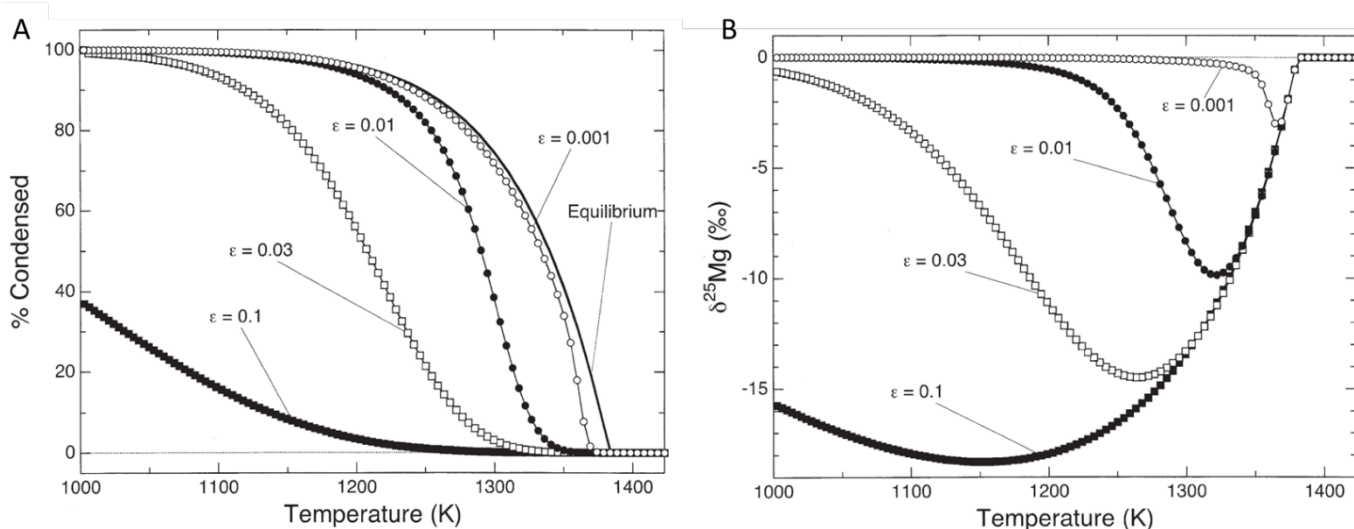 A
100
80
60
40
20
0
% Condensed
ε = 0.01
ε = 0.001
Equilibrium
ε = 0.03
ε = 0.1
1000
1100
1200
1300
1400
Temperature (K)
B
0
-5
-10
-15
δ²⁵Mg (‰)
ε = 0.001
ε = 0.01
ε = 0.03
ε = 0.1
1000
1100
1200
1300
1400
Temperature (K)